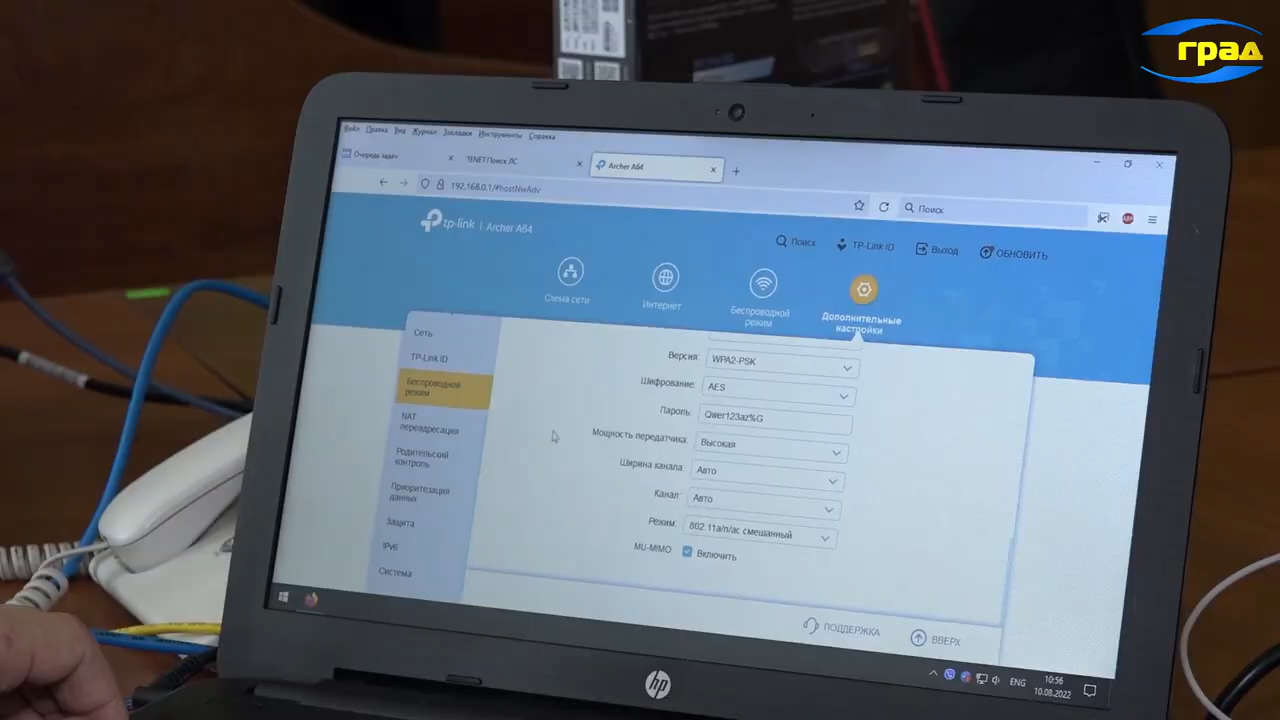 град
Файл Правка Вид Журнал Закладки Инструменты Справка
Очередь задач
TENET Поиск ЛС
Archer A64
192.168.0.1/#hostNwAdv
Поиск
ABP
tp-link | Archer A64
Поиск
TP-Link ID
Выход
ОБНОВИТЬ
Схема сети
Интернет
Беспроводной
режим
Дополнительные
настройки
Сеть
TP-Link ID
Беспроводной
режим
NAT
переадресация
Родительский
контроль
Приоритезация
данных
Защита
IPv6
Система
Версия: WPA2-PSK
Шифрование: AES
Пароль: Qwer123az%G
Мощность передатчика: Высокая
Ширина канала: Авто
Канал: Авто
Режим: 802.11a/n/ac смешанный
MU-MIMO Включить
ПОДДЕРЖКА
ВВЕРХ
ENG
10:56
10.08.2022
hp